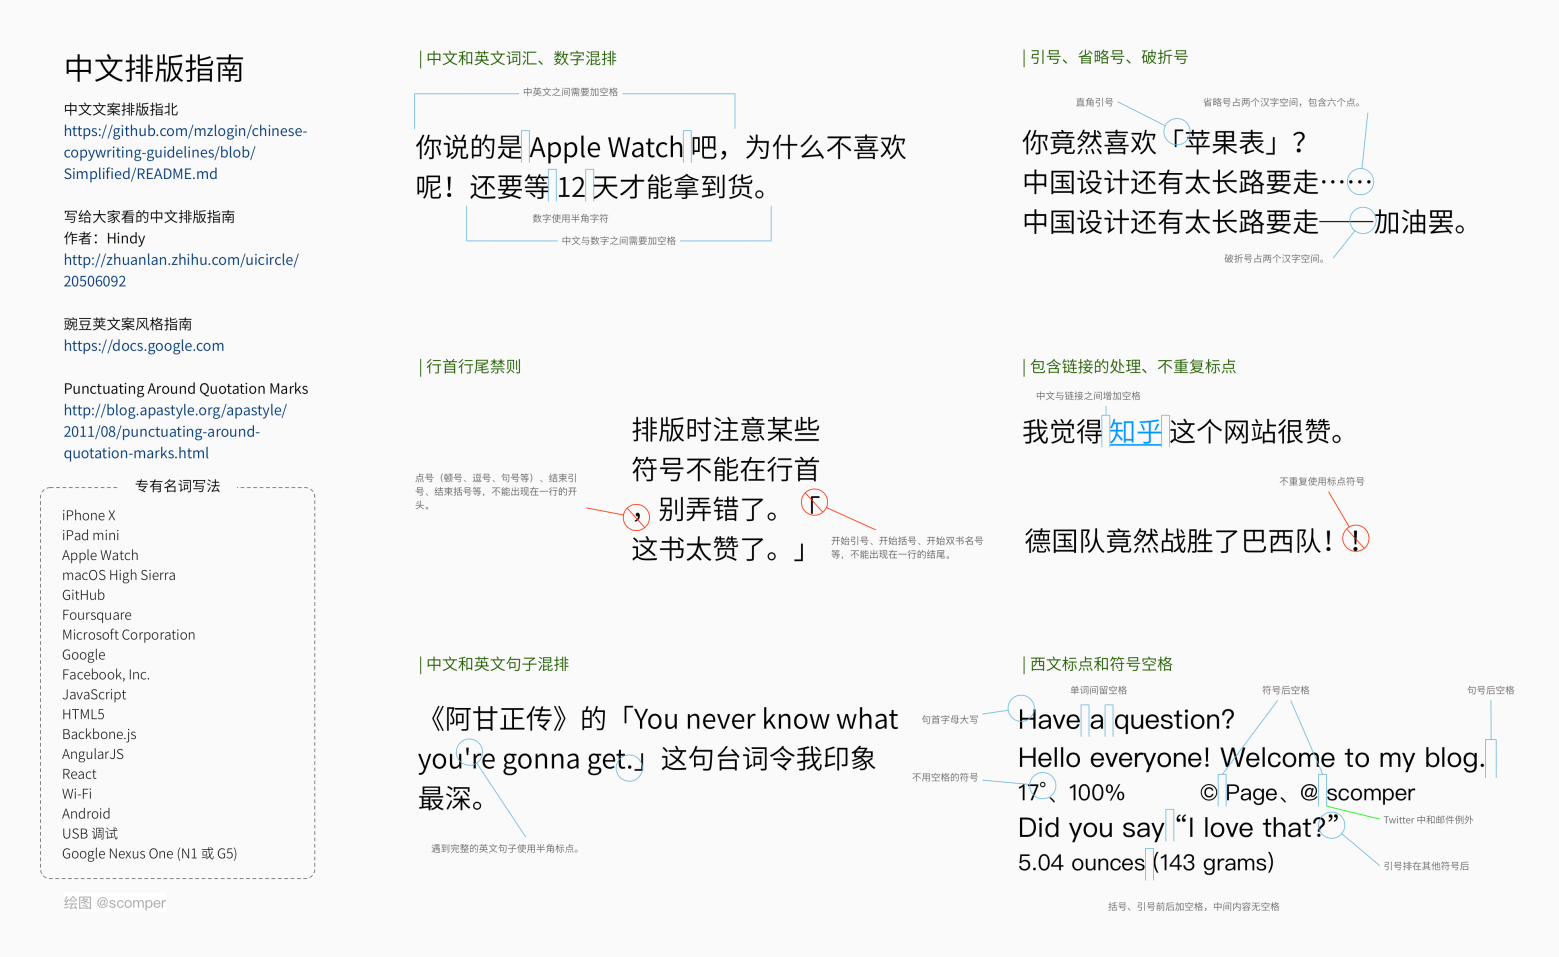 中文排版指南
中文文案排版指北
https://github.com/mzlogin/chinese-
copywriting-guidelines/blob/
Simplified/README.md
写给大家看的中文排版指南
作者：Hindy
http://zhuanlan.zhihu.com/uicircle/
20506092
豌豆荚文案风格指南
https://docs.google.com
Punctuating Around Quotation Marks
http://blog.apastyle.org/apastyle/
2011/08/punctuating-around-
quotation-marks.html
专有名词写法
iPhone X
iPad mini
Apple Watch
macOS High Sierra
GitHub
Foursquare
Microsoft Corporation
Google
Facebook, Inc.
JavaScript
HTML5
Backbone.js
AngularJS
React
Wi-Fi
Android
USB 调试
Google Nexus One (N1 或 G5)
绘图 @scomper
中文和英文词汇、数字混排
中英文之间需要加空格
你说的是 Apple Watch 吧，为什么不喜欢
呢！还要等 12 天才能拿到货。
数字使用半角字符
中文与数字之间需要加空格
引号、省略号、破折号
直角引号
省略号占两个汉字空间，包含六个点。
你竟然喜欢「苹果表」？
中国设计还有太长路要走……
中国设计还有太长路要走——加油罢。
破折号占两个汉字空间。
行首行尾禁则
排版时注意某些
符号不能在行首
，别弄错了。「
这书太赞了。」
点号（顿号、逗号、句号等）、结束引
号、结束括号等，不能出现在一行的开
头。
开始引号、开始括号、开始双书名号
等，不能出现在一行的结尾。
包含链接的处理、不重复标点
中文与链接之间增加空格
我觉得 知乎 这个网站很赞。
不重复使用标点符号
德国队竟然战胜了巴西队！！
中文和英文句子混排
《阿甘正传》的「You never know what
you're gonna get.」这句台词令我印象
最深。
遇到完整的英文句子使用半角标点。
西文标点和符号空格
单词间留空格
符号后空格
句号后空格
句首字母大写
Have a question?
Hello everyone! Welcome to my blog.
不用空格的符号
17°、100%
© Page、@ scomper
Twitter 中和邮件例外
Did you say “I love that?”
引号排在其他符号后
5.04 ounces (143 grams)
括号、引号前后加空格，中间内容无空格